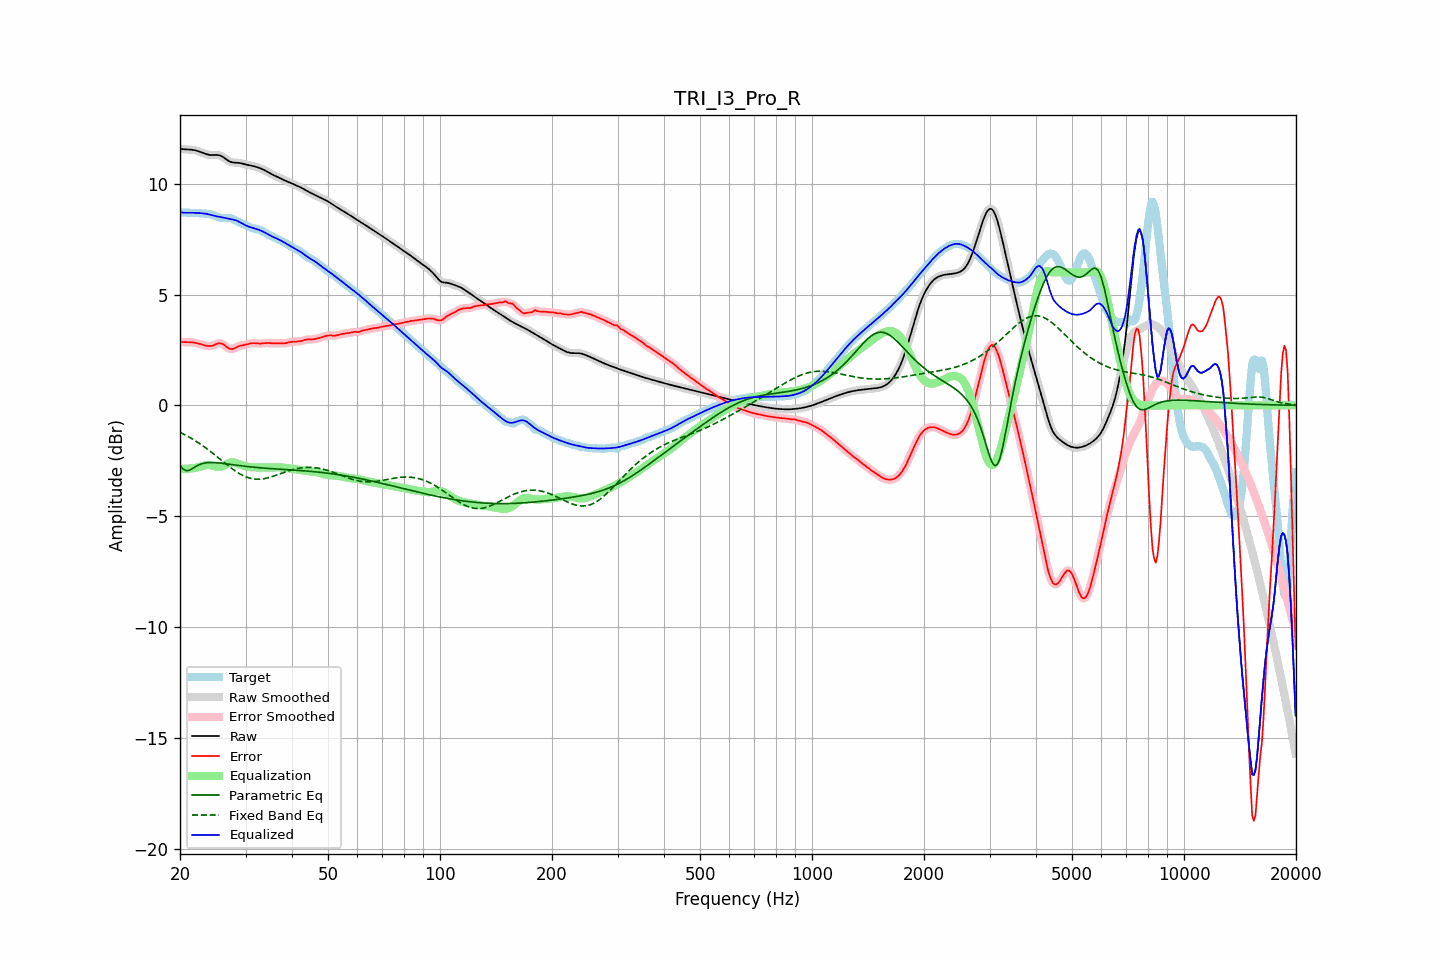 TRI_I3_Pro_R
Amplitude (dBr)
10
5
0
−5
−10
−15
−20
Target
Raw Smoothed
Error Smoothed
Raw
Error
Equalization
Parametric Eq
Fixed Band Eq
Equalized
20
50
100
200
500
1000
2000
5000
10000
20000
Frequency (Hz)